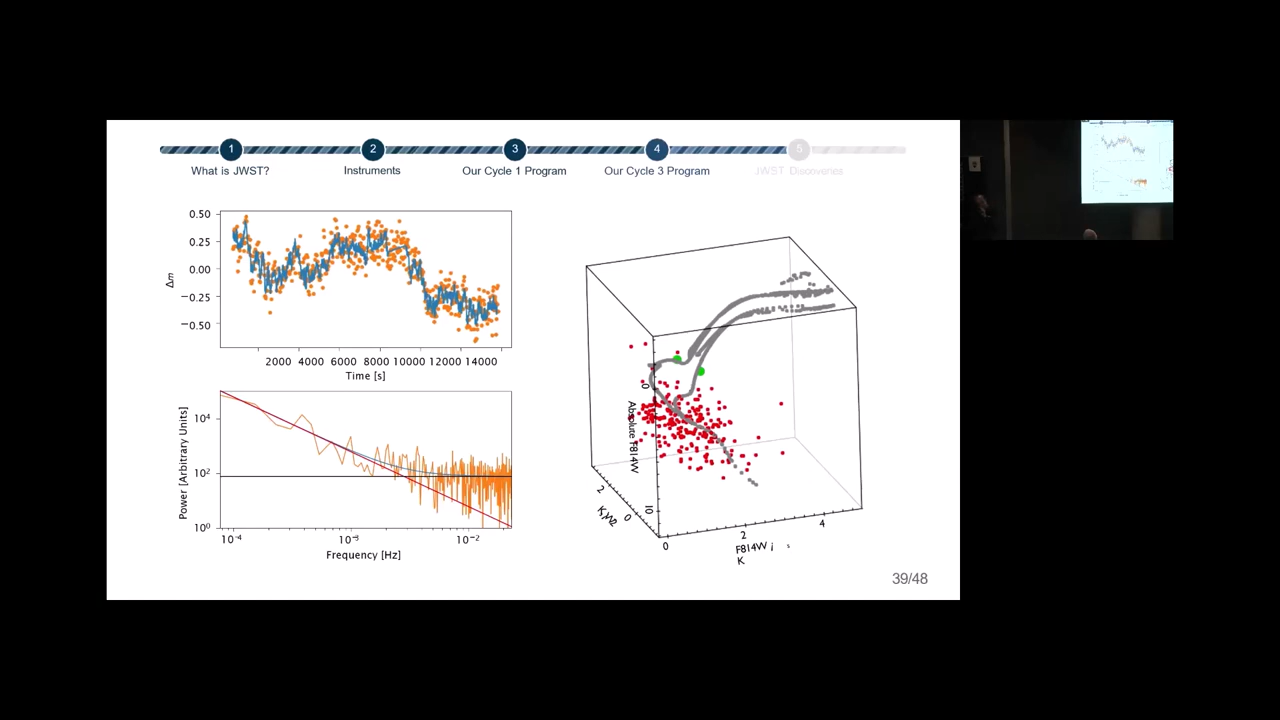 1 2 3 4 5
What is JWST? Instruments Our Cycle 1 Program Our Cycle 3 Program JWST Discoveries
0.50
0.25
0.00
−0.25
−0.50
Δm
2000 4000 6000 8000 10000 12000 14000
Time [s]
10⁴
10²
10⁰
Power [Arbitrary Units]
10⁻⁴ 10⁻³ 10⁻²
Frequency [Hz]
0
10
Absolute F814W
2
0
0 2 4
F814W i
K
39/48